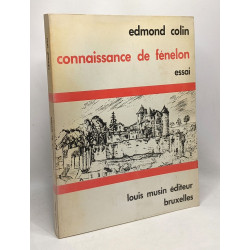 edmond colin
connaissance de fénelon
essai
louis musin éditeur
bruxelles